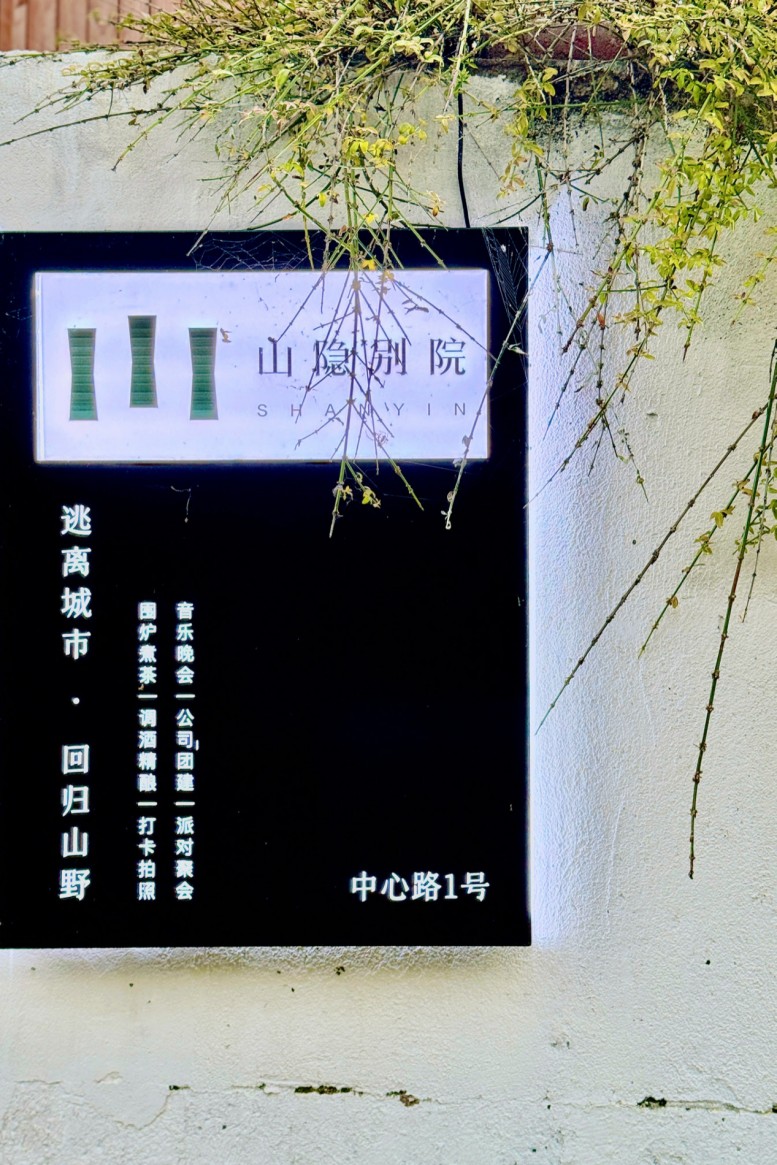 山隐别院
SHANYIN
逃离城市·回归山野
音乐晚会|公司团建|派对聚会
围炉煮茶|调酒精酿|打卡拍照
中心路1号